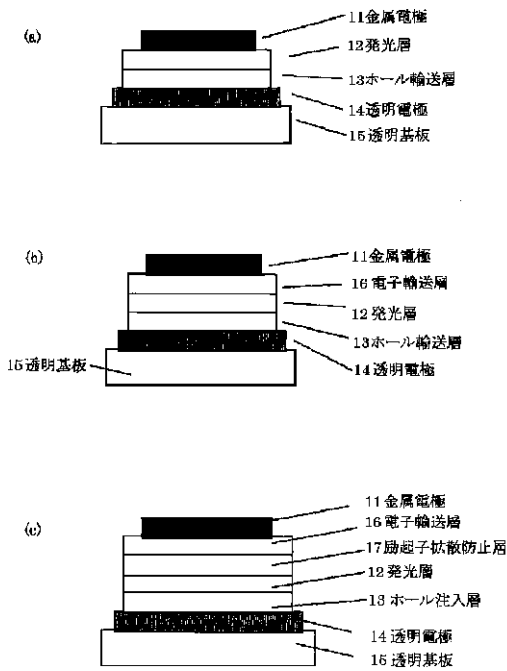 (a)
11金属電極
12発光層
13ホール輸送層
14透明電極
15透明基板
(b)
11金属電極
16電子輸送層
12発光層
13ホール輸送層
15透明基板
14透明電極
(c)
11金属電極
16電子輸送層
17励起子拡散防止層
12発光層
13ホール注入層
14透明電極
15透明基板